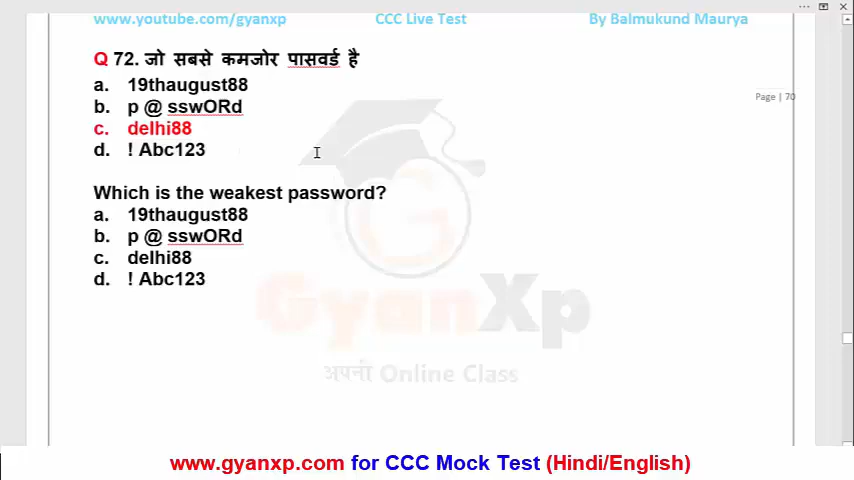 www.youtube.com/gyanxp CCC Live Test By Balmukund Maurya
Q 72. जो सबसे कमजोर पासवर्ड है
a. 19thaugust88
Page | 70
b. p @ sswORd
c. delhi88
d. ! Abc123
Which is the weakest password?
a. 19thaugust88
b. p @ sswORd
c. delhi88
d. ! Abc123
GyanXp
अपनी Online Class
www.gyanxp.com for CCC Mock Test (Hindi/English)